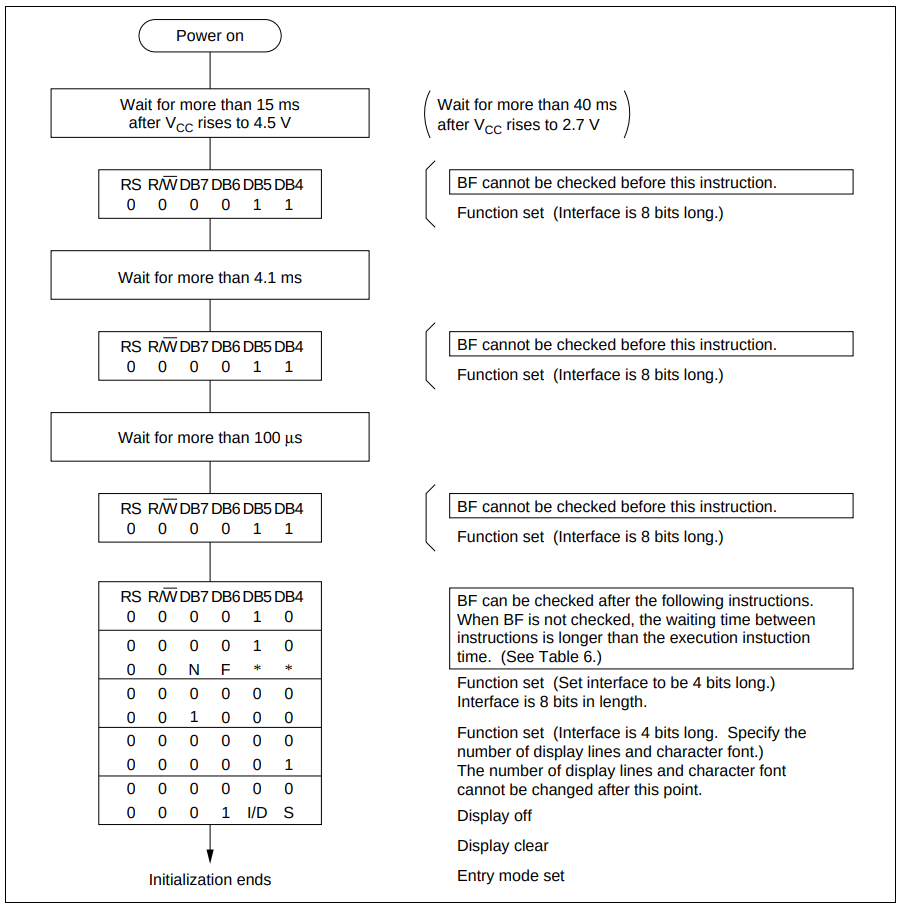 Power on
Wait for more than 15 ms
after VCC rises to 4.5 V
Wait for more than 40 ms
after VCC rises to 2.7 V
RS R/W̅ DB7 DB6 DB5 DB4
0 0 0 0 1 1
BF cannot be checked before this instruction.
Function set (Interface is 8 bits long.)
Wait for more than 4.1 ms
RS R/W̅ DB7 DB6 DB5 DB4
0 0 0 0 1 1
BF cannot be checked before this instruction.
Function set (Interface is 8 bits long.)
Wait for more than 100 μs
RS R/W̅ DB7 DB6 DB5 DB4
0 0 0 0 1 1
BF cannot be checked before this instruction.
Function set (Interface is 8 bits long.)
RS R/W̅ DB7 DB6 DB5 DB4
0 0 0 0 1 0
0 0 0 0 1 0
0 0 N F * *
0 0 0 0 0 0
0 0 1 0 0 0
0 0 0 0 0 0
0 0 0 0 0 1
0 0 0 0 0 0
0 0 0 1 I/D S
Initialization ends
BF can be checked after the following instructions.
When BF is not checked, the waiting time between
instructions is longer than the execution instuction
time. (See Table 6.)
Function set (Set interface to be 4 bits long.)
Interface is 8 bits in length.
Function set (Interface is 4 bits long. Specify the
number of display lines and character font.)
The number of display lines and character font
cannot be changed after this point.
Display off
Display clear
Entry mode set